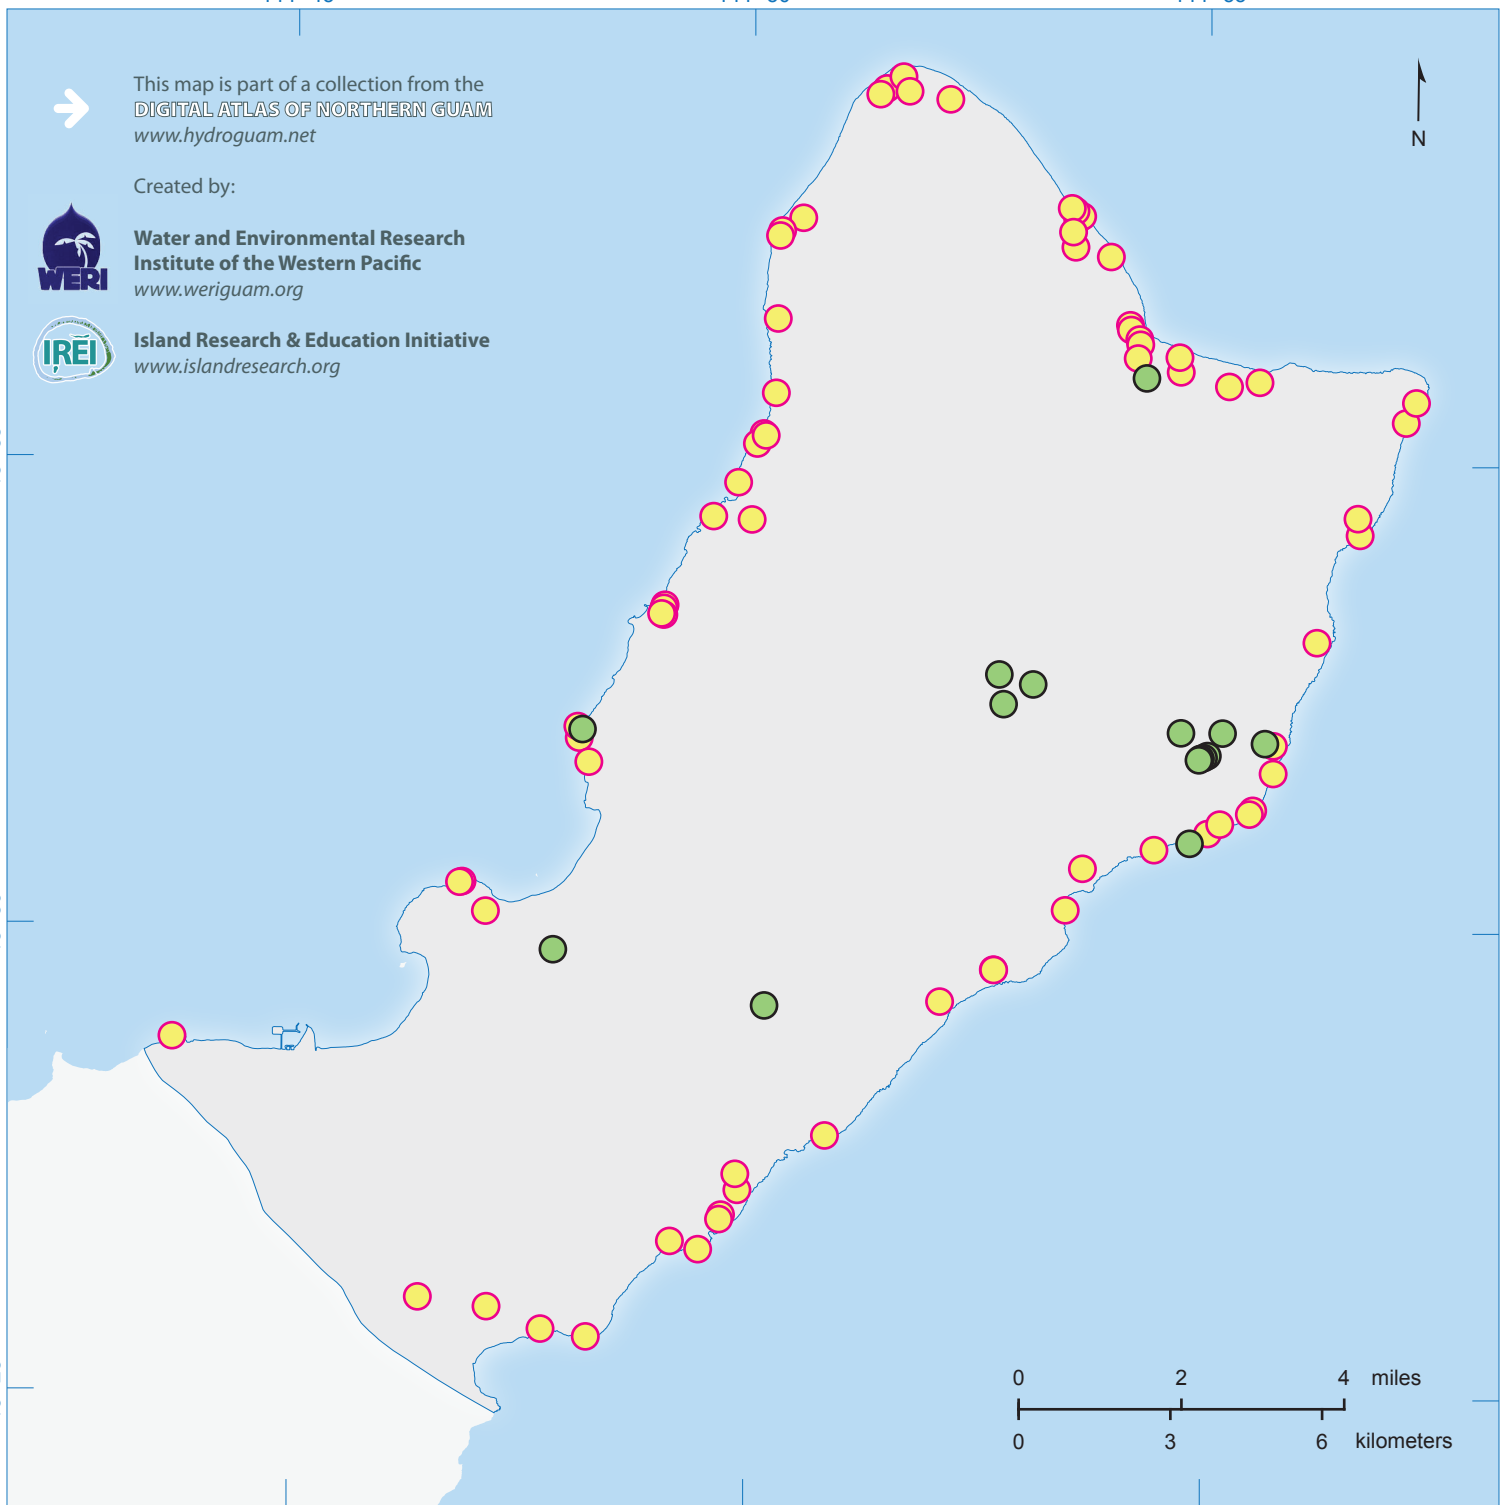 This map is part of a collection from the
DIGITAL ATLAS OF NORTHERN GUAM
www.hydroguam.net
Created by:
WERI
Water and Environmental Research
Institute of the Western Pacific
www.weriguam.org
IREI
Island Research & Education Initiative
www.islandresearch.org
N
0 2 4 miles
0 3 6 kilometers